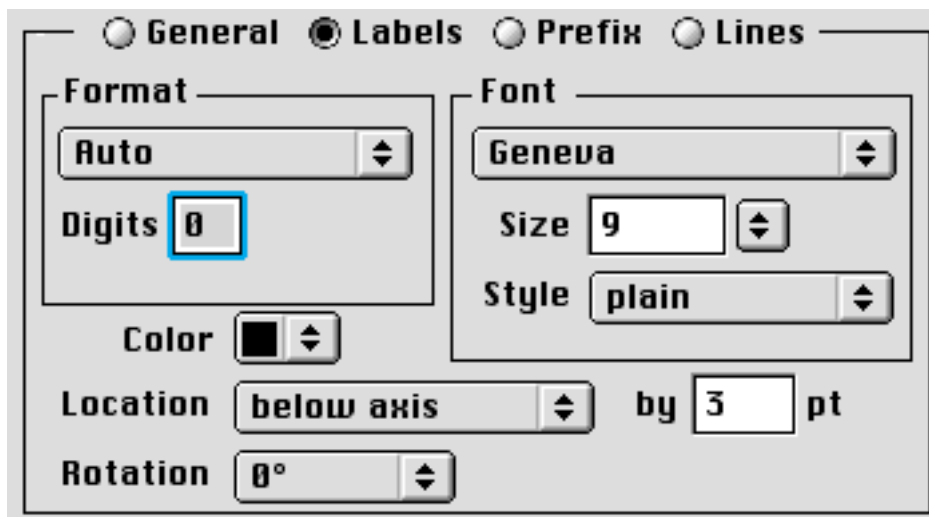 General Labels Prefix Lines
Format
Auto
Digits 0
Font
Geneva
Size 9
Style plain
Color
Location below axis by 3 pt
Rotation 0°